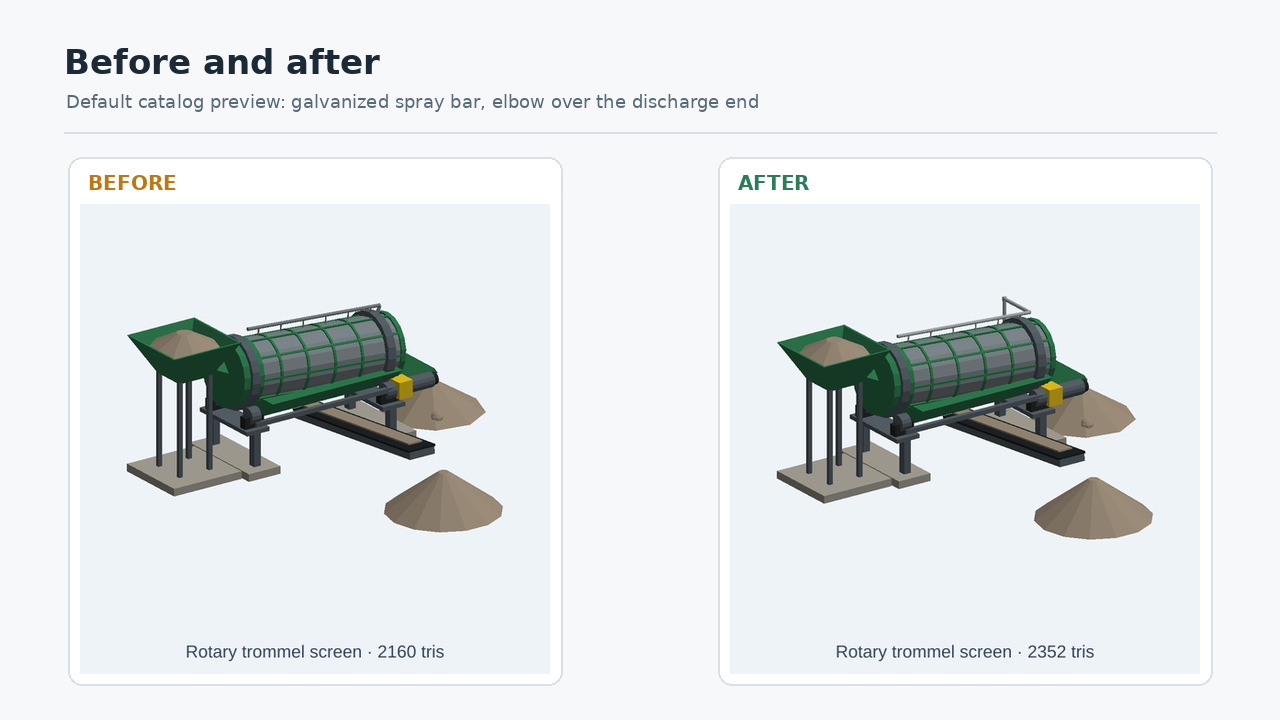 Before and after
Default catalog preview: galvanized spray bar, elbow over the discharge end
BEFORE
Rotary trommel screen · 2160 tris
AFTER
Rotary trommel screen · 2352 tris